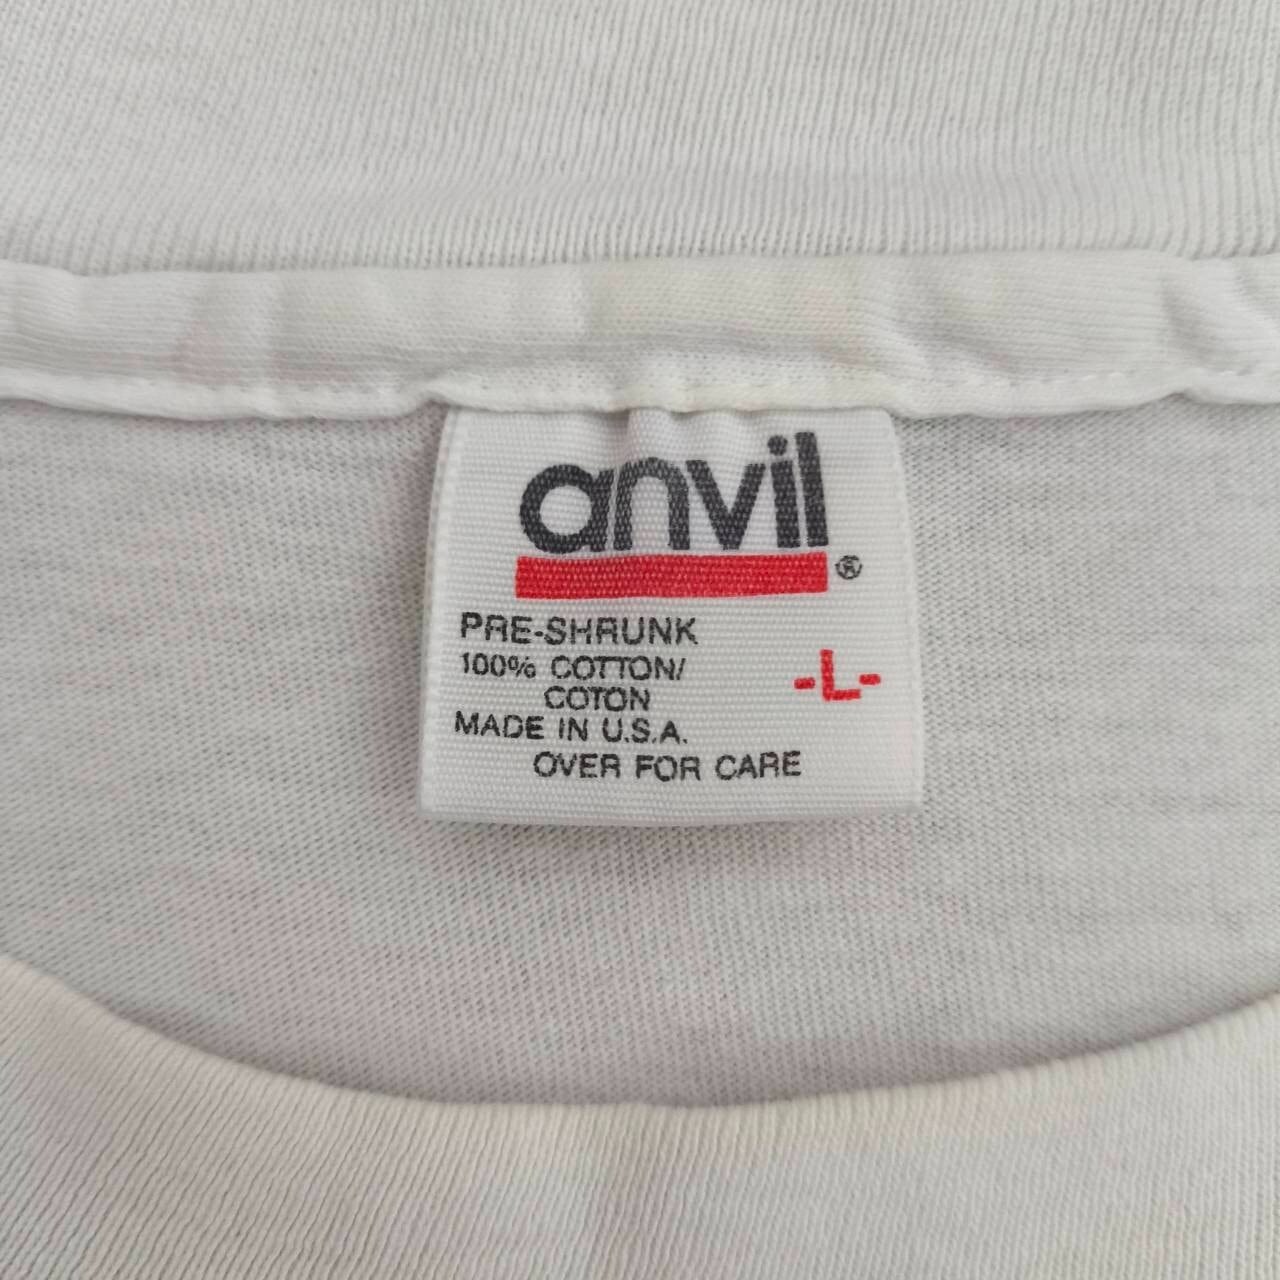 anvil®
PRE-SHRUNK
100% COTTON/
COTON
-L-
MADE IN U.S.A.
OVER FOR CARE